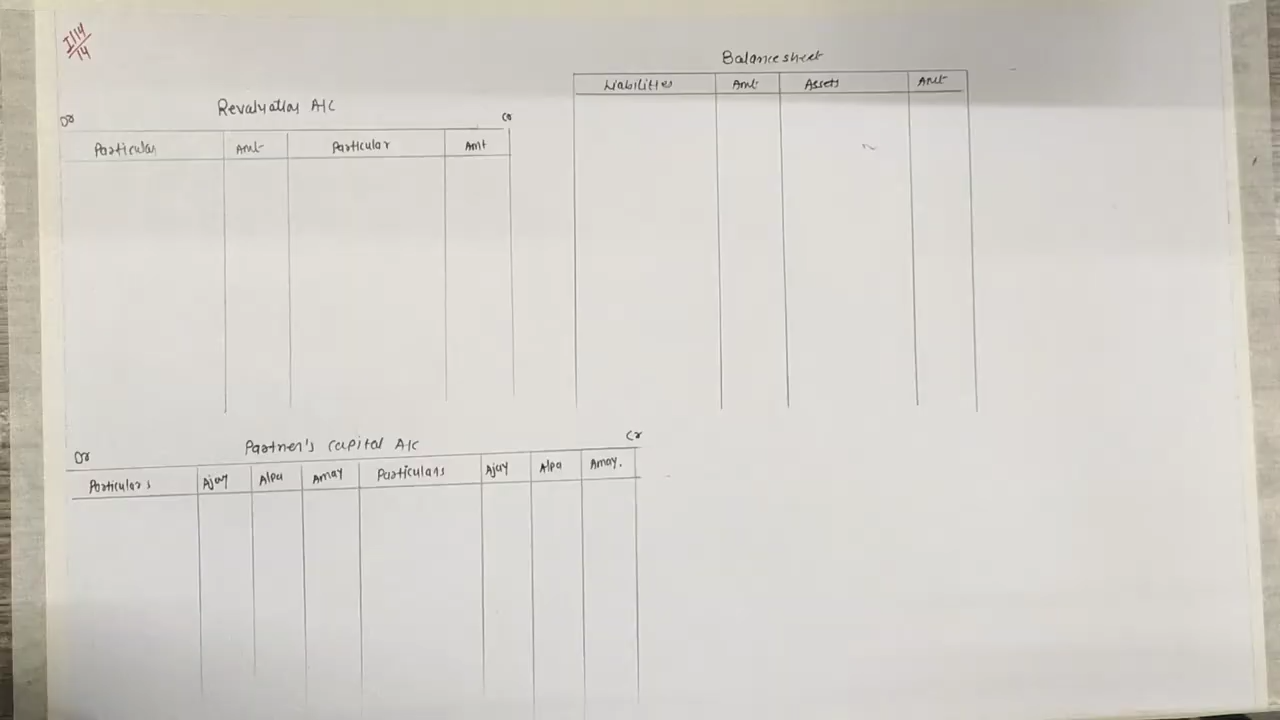 I/14
14
Revaluation A/C
Dr
Cr
Particular Amt Particular Amt
Balance sheet
Liabilities Amt Assets Amt
Partner's Capital A/C
Dr
Cr
Particulars Ajay Alpa Amay Particulars Ajay Alpa Amay.